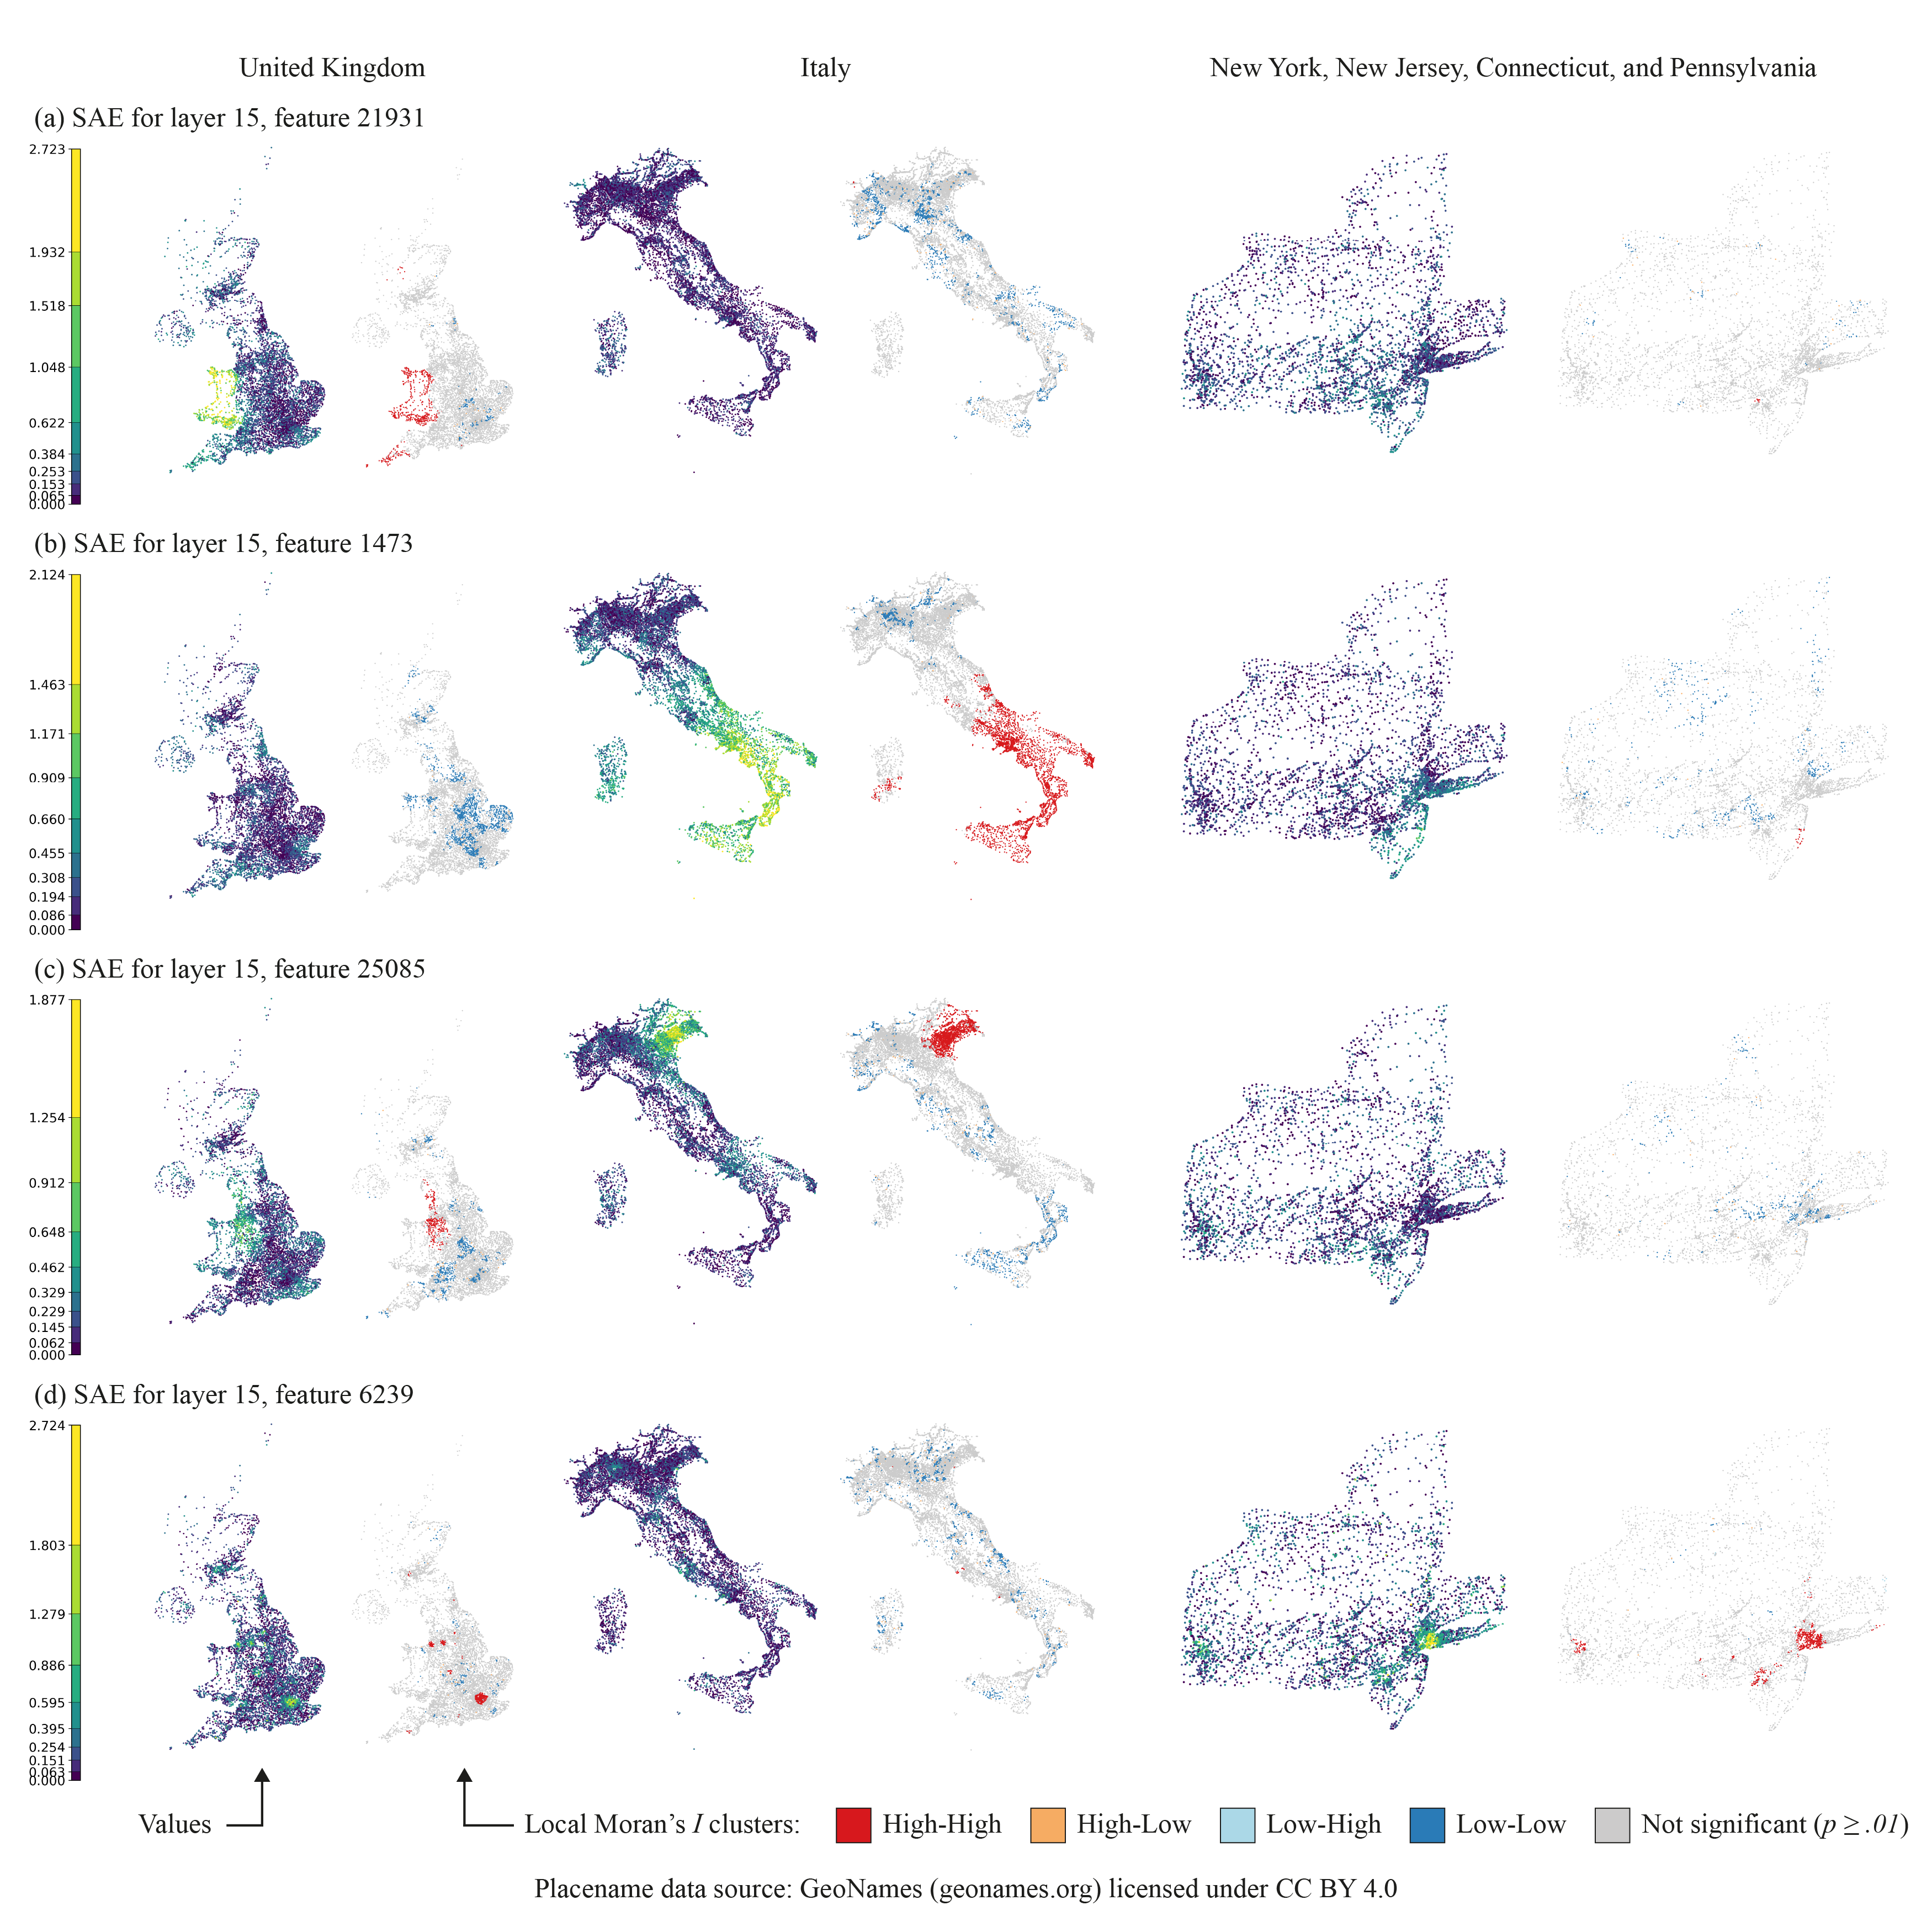 United Kingdom
Italy
New York, New Jersey, Connecticut, and Pennsylvania
(a) SAE for layer 15, feature 21931
2.723
1.932
1.518
1.048
0.622
0.384
0.253
0.153
0.065
0.000
(b) SAE for layer 15, feature 1473
2.124
1.463
1.171
0.909
0.660
0.455
0.308
0.194
0.086
0.000
(c) SAE for layer 15, feature 25085
1.877
1.254
0.912
0.648
0.462
0.329
0.229
0.145
0.062
0.000
(d) SAE for layer 15, feature 6239
2.724
1.803
1.279
0.886
0.595
0.395
0.254
0.151
0.063
0.000
Values
Local Moran's I clusters:
High-High
High-Low
Low-High
Low-Low
Not significant (p ≥ .01)
Placename data source: GeoNames (geonames.org) licensed under CC BY 4.0